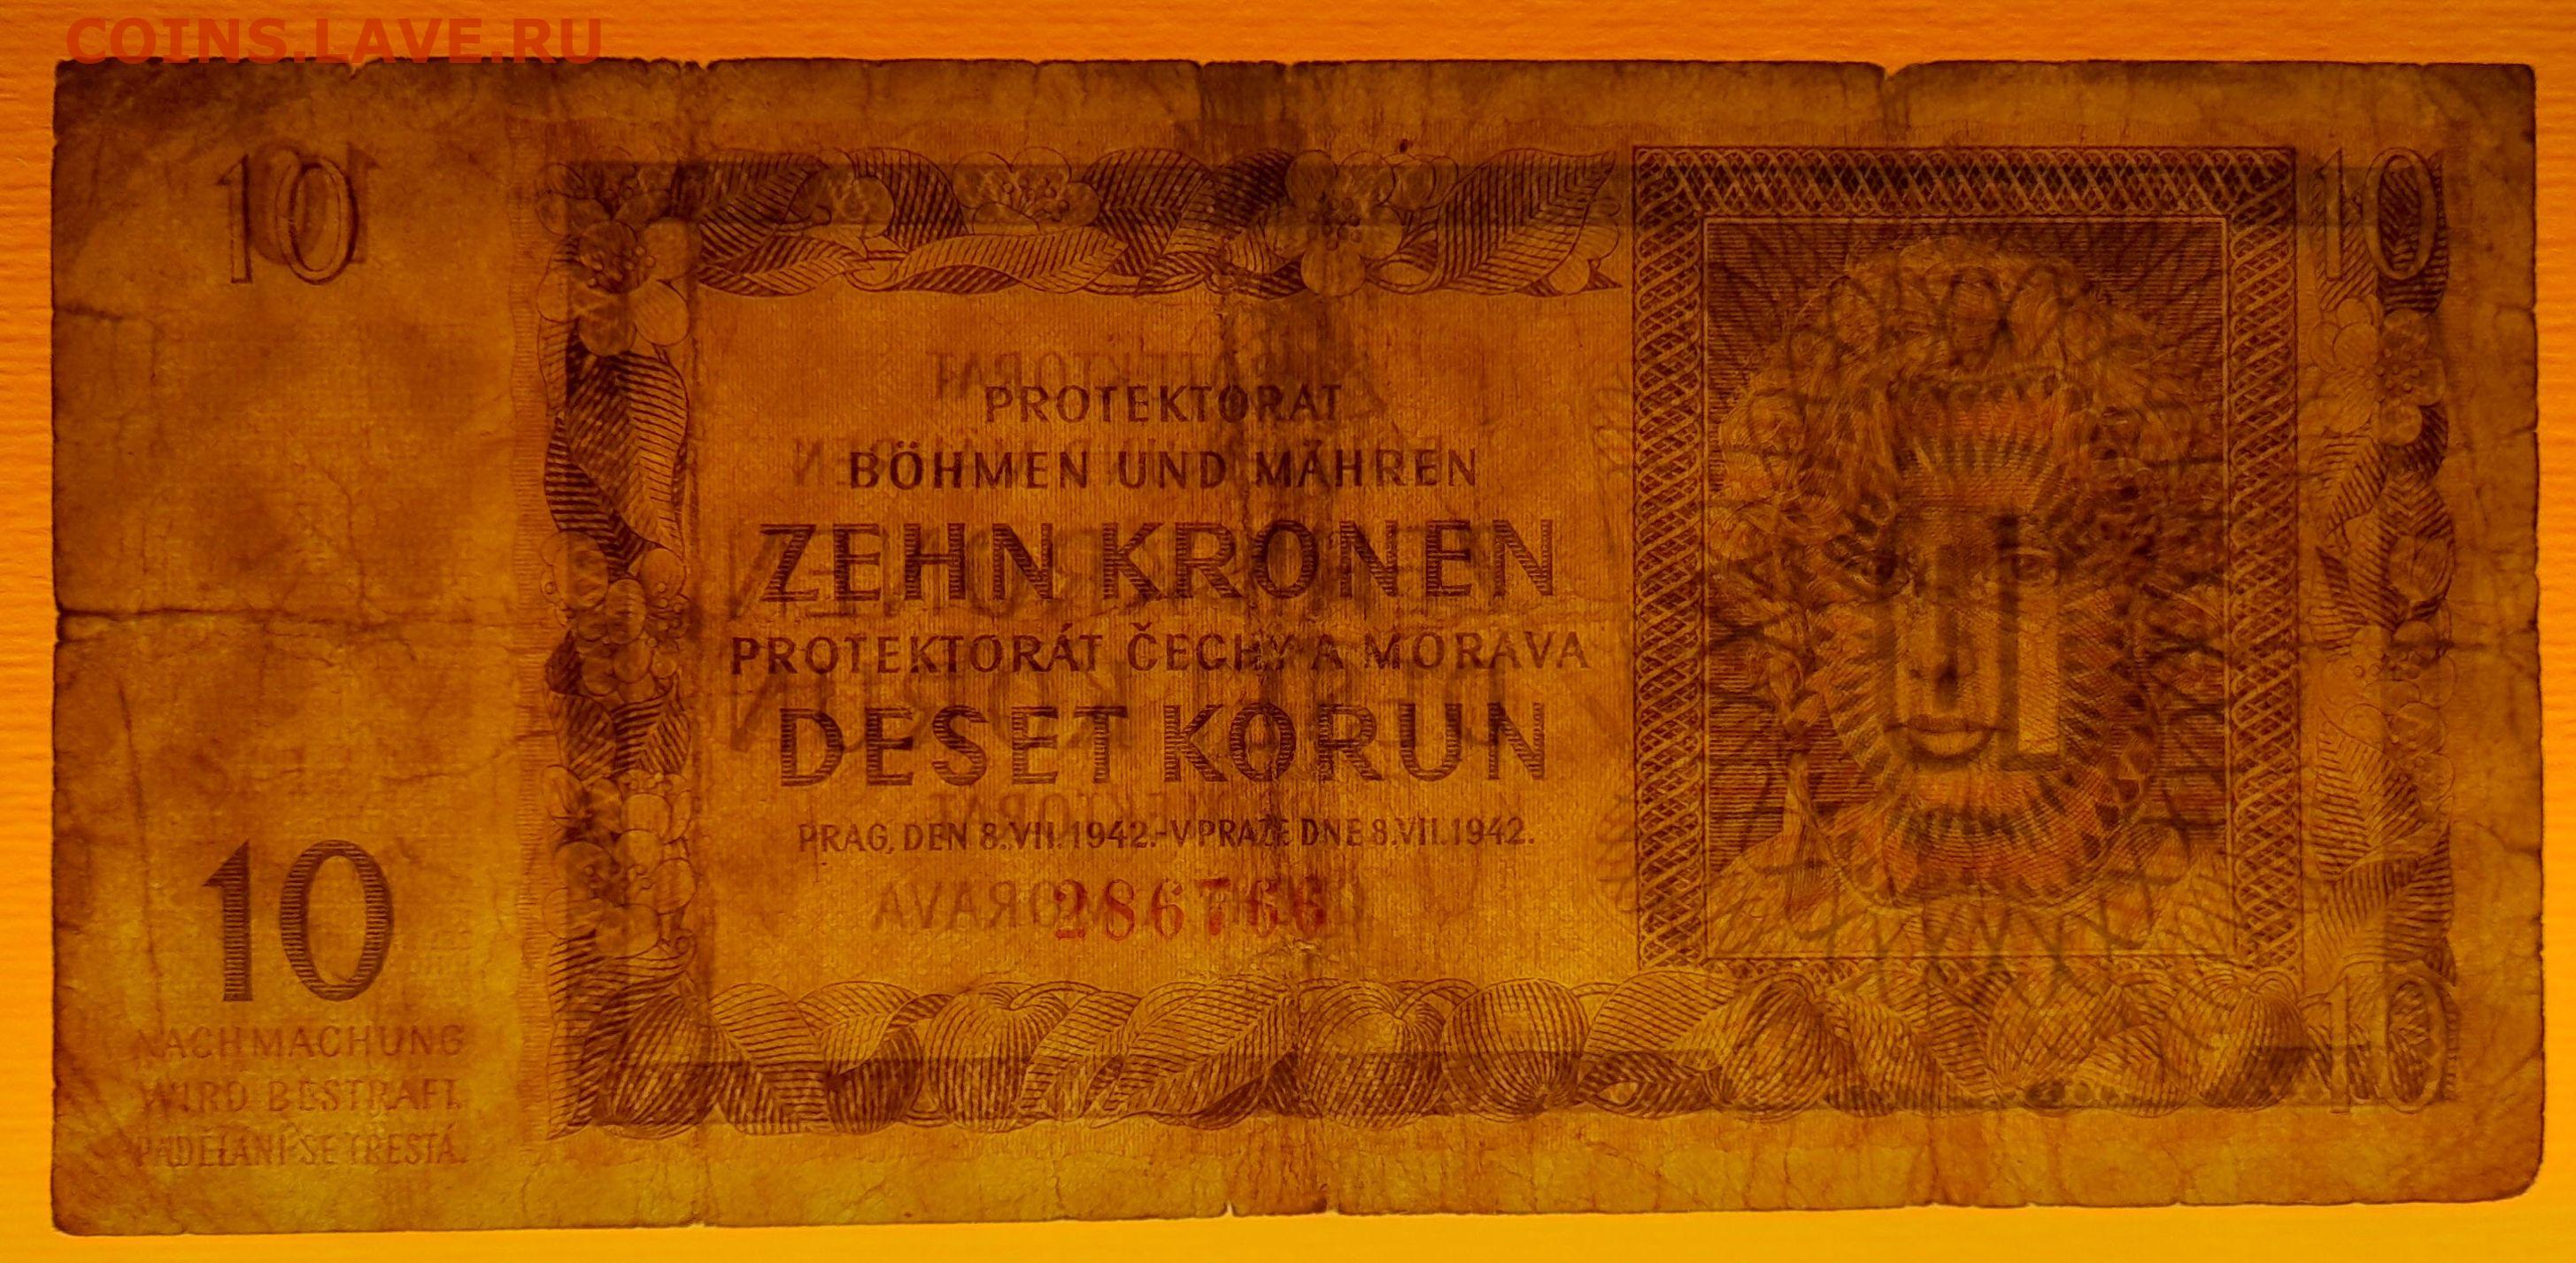 COINS.LAVE.RU
10
10
PROTEKTORAT
BÖHMEN UND MÄHREN
ZEHN KRONEN
PROTEKTORÁT ČECHY A MORAVA
DESET KORUN
PRAG, DEN 8.VII.1942.-V PRAZE DNE 8.VII.1942.
286766
10
NACHMACHUNG
WIRD BESTRAFT.
PADĚLÁNÍ SE TRESTÁ.
10